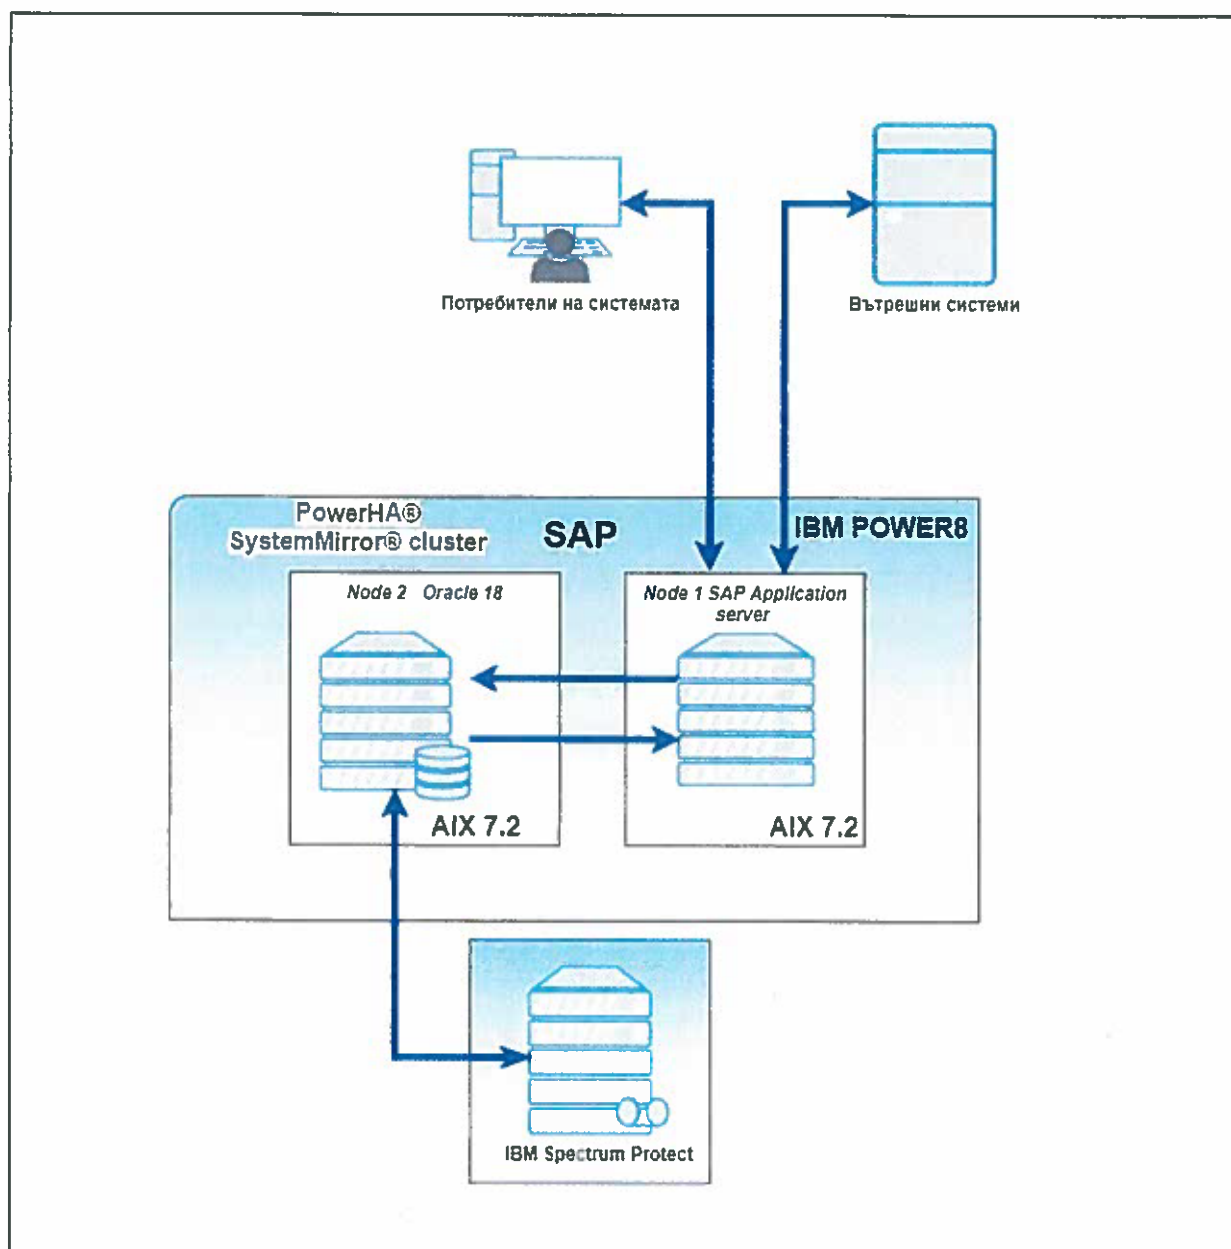 Потребители на системата
Вътрешни системи
PowerHA®
SystemMirror® cluster
SAP
IBM POWER8
Node 2 Oracle 18
Node 1 SAP Application
server
AIX 7.2
AIX 7.2
IBM Spectrum Protect